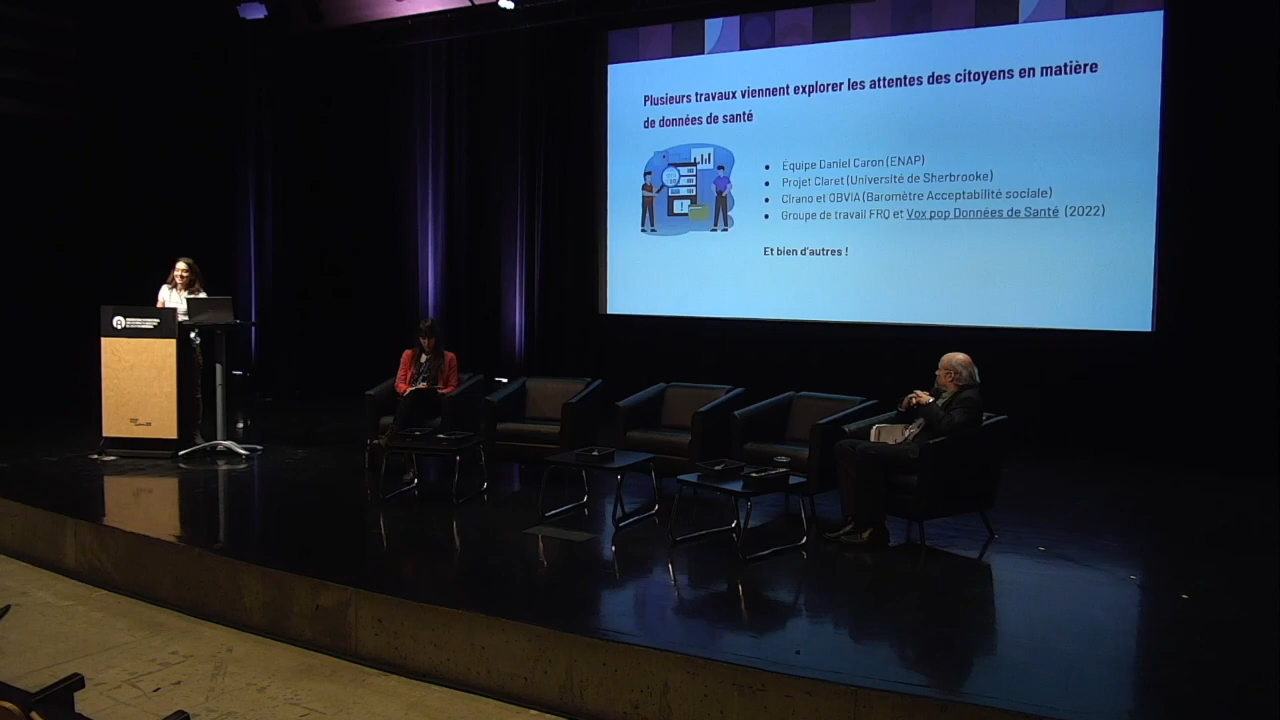 Plusieurs travaux viennent explorer les attentes des citoyens en matière
de données de santé
Équipe Daniel Caron (ENAP)
Projet Claret (Université de Sherbrooke)
Cirano et OBVIA (Baromètre Acceptabilité sociale)
Groupe de travail FRQ et Vox pop Données de Santé (2022)
Et bien d'autres !